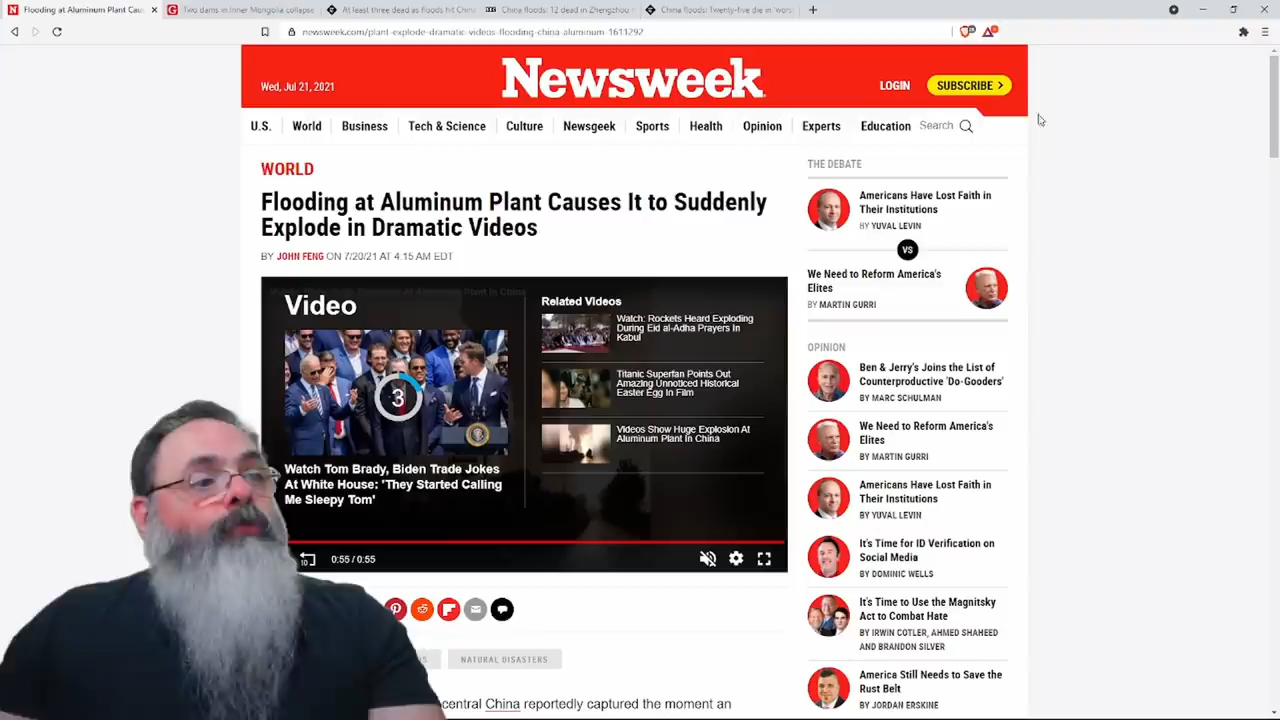 Flooding at Aluminum Plant Cau
Two dams in Inner Mongolia collapse
At least three dead as floods hit China
China floods: 12 dead in Zhengzhou
China floods: Twenty-five die in 'wors
newsweek.com/plant-explode-dramatic-videos-flooding-china-aluminum-1611292
Wed, Jul 21, 2021
Newsweek
LOGIN
SUBSCRIBE >
U.S.
World
Business
Tech & Science
Culture
Newsgeek
Sports
Health
Opinion
Experts
Education
Search
WORLD
Flooding at Aluminum Plant Causes It to Suddenly
Explode in Dramatic Videos
BY JOHN FENG ON 7/20/21 AT 4:15 AM EDT
Video
3
Watch Tom Brady, Biden Trade Jokes
At White House: 'They Started Calling
Me Sleepy Tom'
Related Videos
Watch: Rockets Heard Exploding
During Eid al-Adha Prayers In
Kabul
Titanic Superfan Points Out
Amazing Unnoticed Historical
Easter Egg In Film
Videos Show Huge Explosion At
Aluminum Plant In China
10
0:55 / 0:55
NATURAL DISASTERS
central China reportedly captured the moment an
THE DEBATE
Americans Have Lost Faith in
Their Institutions
BY YUVAL LEVIN
VS
We Need to Reform America's
Elites
BY MARTIN GURRI
OPINION
Ben & Jerry's Joins the List of
Counterproductive 'Do-Gooders'
BY MARC SCHULMAN
We Need to Reform America's
Elites
BY MARTIN GURRI
Americans Have Lost Faith in
Their Institutions
BY YUVAL LEVIN
It's Time for ID Verification on
Social Media
BY DOMINIC WELLS
It's Time to Use the Magnitsky
Act to Combat Hate
BY IRWIN COTLER, AHMED SHAHEED
AND BRANDON SILVER
America Still Needs to Save the
Rust Belt
BY JORDAN ERSKINE